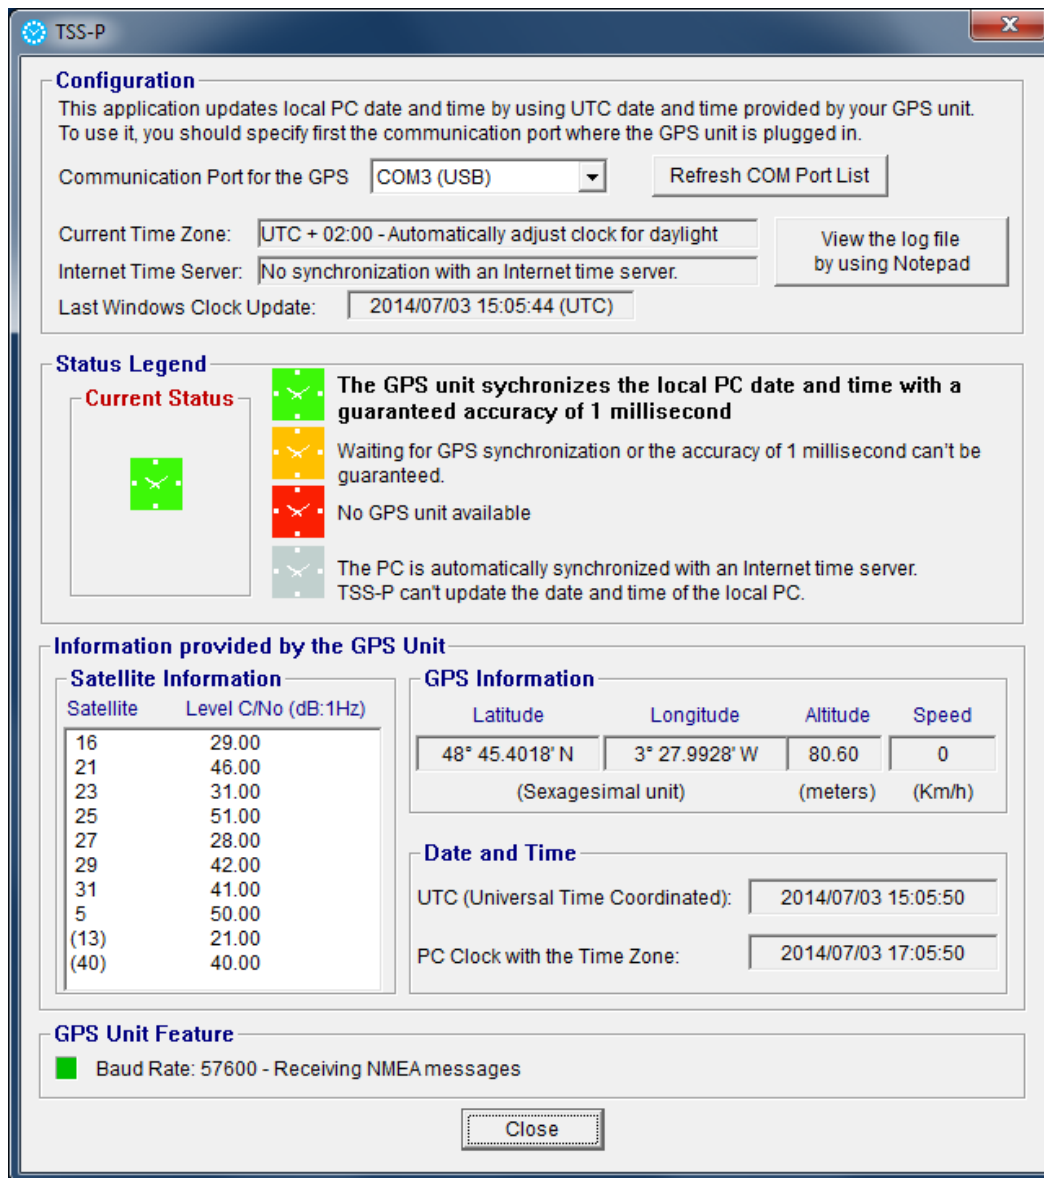 TSS-P
Configuration
This application updates local PC date and time by using UTC date and time provided by your GPS unit.
To use it, you should specify first the communication port where the GPS unit is plugged in.
Communication Port for the GPS COM3 (USB) Refresh COM Port List
Current Time Zone: UTC + 02:00 - Automatically adjust clock for daylight
View the log file
by using Notepad
Internet Time Server: No synchronization with an Internet time server.
Last Windows Clock Update: 2014/07/03 15:05:44 (UTC)
Status Legend
Current Status
The GPS unit sychronizes the local PC date and time with a
guaranteed accuracy of 1 millisecond
Waiting for GPS synchronization or the accuracy of 1 millisecond can't be
guaranteed.
No GPS unit available
The PC is automatically synchronized with an Internet time server.
TSS-P can't update the date and time of the local PC.
Information provided by the GPS Unit
Satellite Information
Satellite Level C/No (dB:1Hz)
16 29.00
21 46.00
23 31.00
25 51.00
27 28.00
29 42.00
31 41.00
5 50.00
(13) 21.00
(40) 40.00
GPS Information
Latitude Longitude Altitude Speed
48° 45.4018' N 3° 27.9928' W 80.60 0
(Sexagesimal unit) (meters) (Km/h)
Date and Time
UTC (Universal Time Coordinated): 2014/07/03 15:05:50
PC Clock with the Time Zone: 2014/07/03 17:05:50
GPS Unit Feature
Baud Rate: 57600 - Receiving NMEA messages
Close